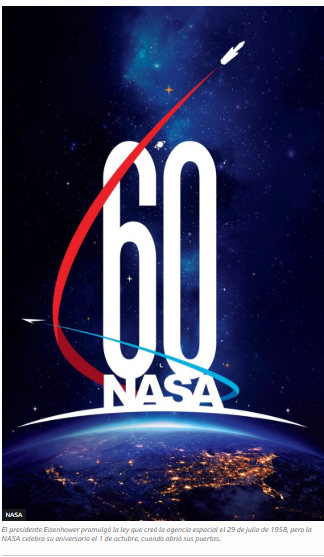 60
NASA
NASA
El presidente Eisenhower promulgó la ley que creó la agencia espacial el 29 de julio de 1958, pero la
NASA celebra su aniversario el 1 de octubre, cuando abrió sus puertas.